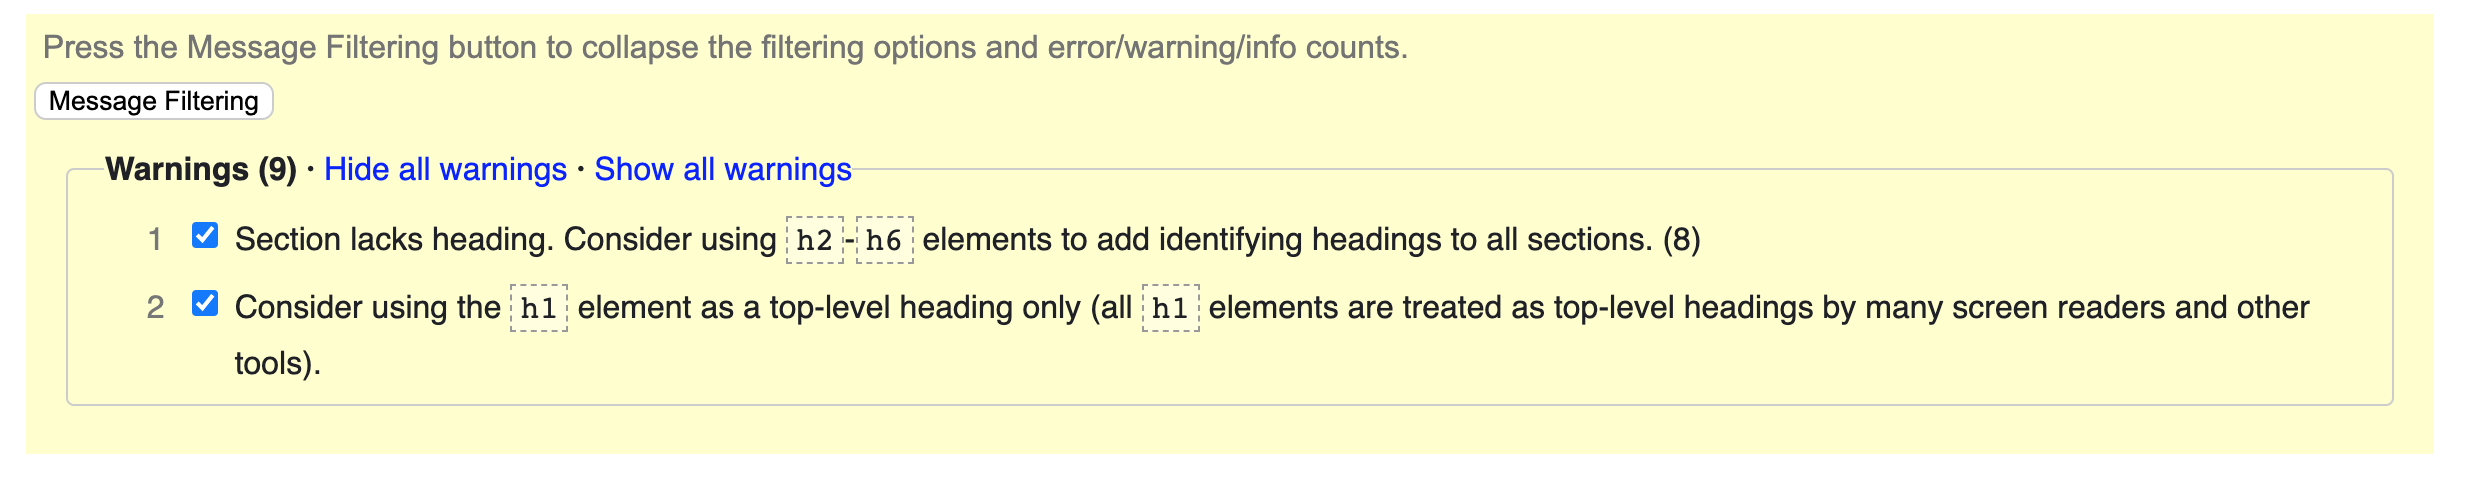 Press the Message Filtering button to collapse the filtering options and error/warning/info counts.
Message Filtering
Warnings (9) · Hide all warnings · Show all warnings
1 Section lacks heading. Consider using h2-h6 elements to add identifying headings to all sections. (8)
2 Consider using the h1 element as a top-level heading only (all h1 elements are treated as top-level headings by many screen readers and other
tools).